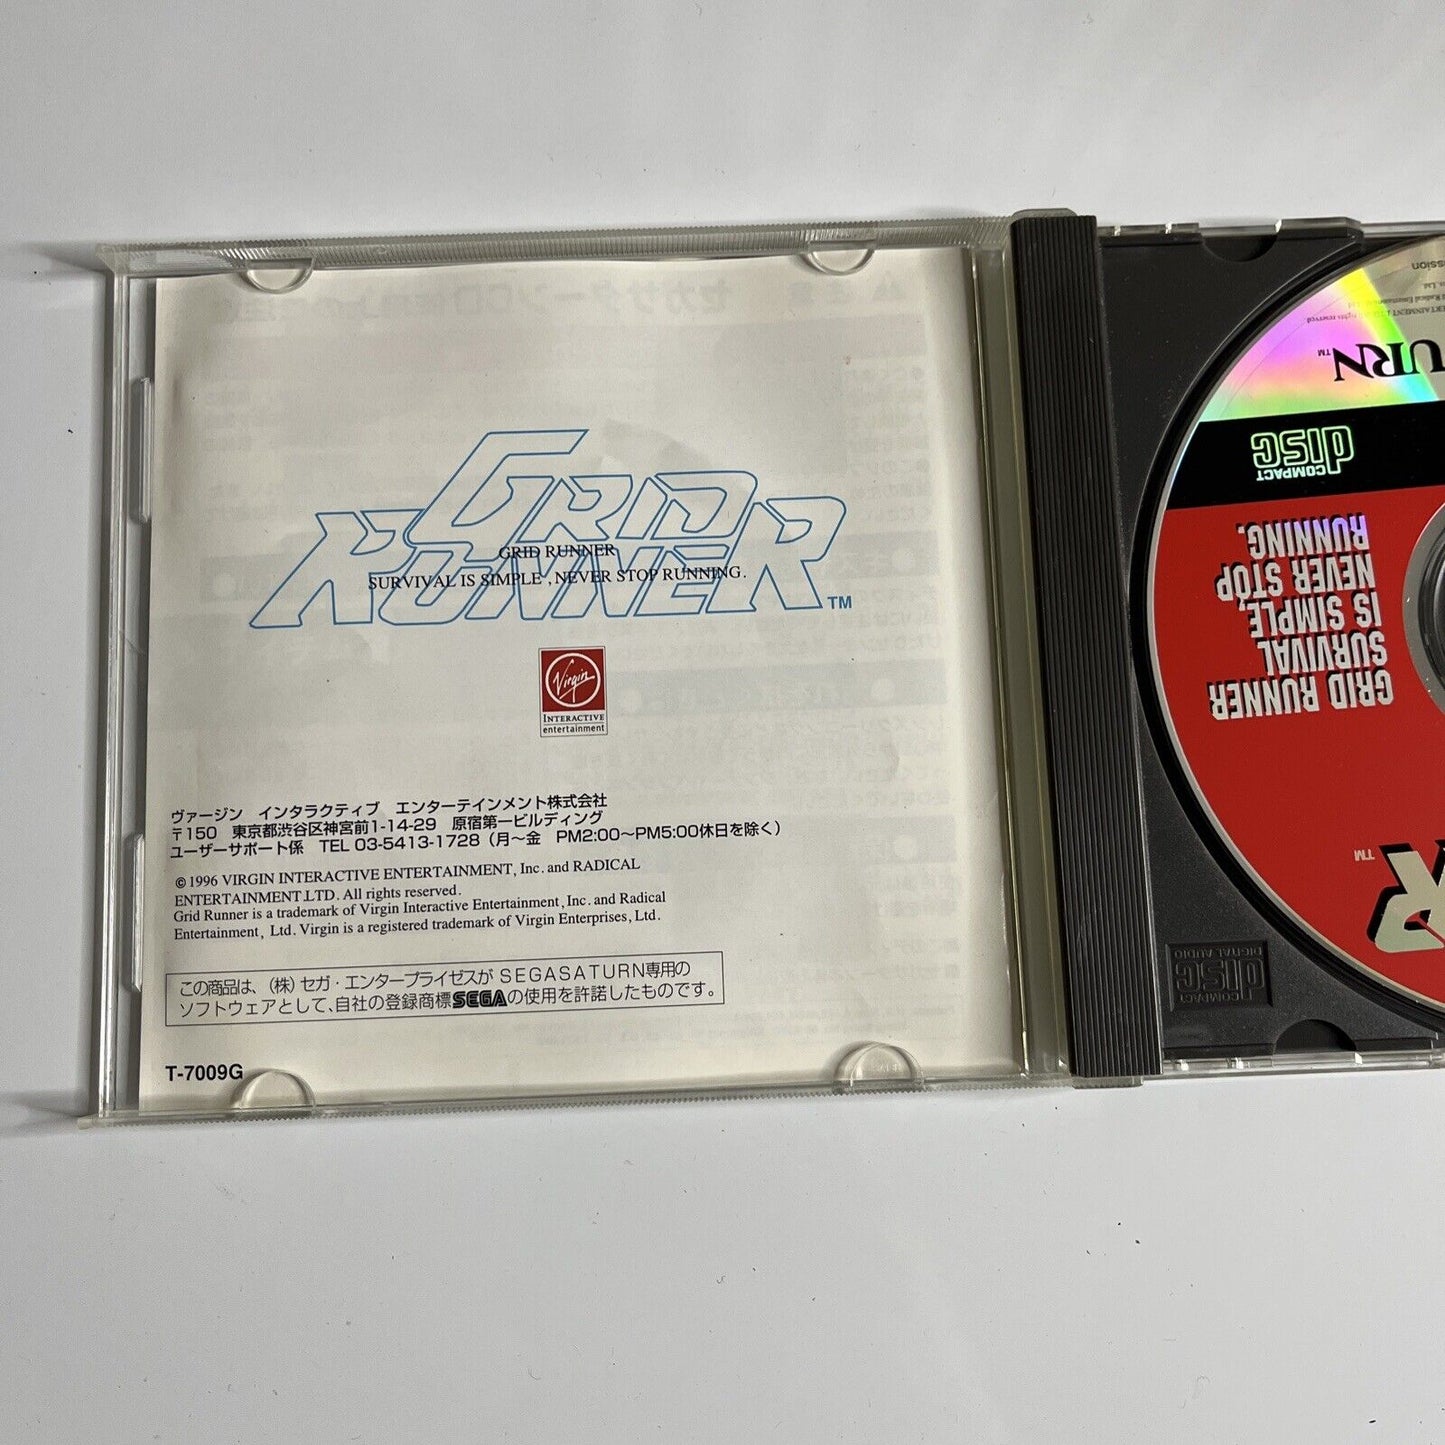 GRID
RUNNER™
GRID RUNNER
SURVIVAL IS SIMPLE , NEVER STOP RUNNING.
Virgin
INTERACTIVE
entertainment
ヴァージン インタラクティブ エンターテインメント株式会社
〒150 東京都渋谷区神宮前1-14-29 原宿第一ビルディング
ユーザーサポート係 TEL 03-5413-1728（月〜金 PM2:00〜PM5:00休日を除く）
©1996 VIRGIN INTERACTIVE ENTERTAINMENT, Inc. and RADICAL
ENTERTAINMENT.LTD. All rights reserved.
Grid Runner is a trademark of Virgin Interactive Entertainment, Inc. and Radical
Entertainment, Ltd. Virgin is a registered trademark of Virgin Enterprises, Ltd.
この商品は、（株）セガ・エンタープライゼスが SEGASATURN専用の
ソフトウェアとして、自社の登録商標SEGAの使用を許諾したものです。
T-7009G
URN™
COMPACT
disc
GRID RUNNER
SURVIVAL
IS SIMPLE,
NEVER STOP
RUNNING.
R™
COMPACT
disc
DIGITAL AUDIO